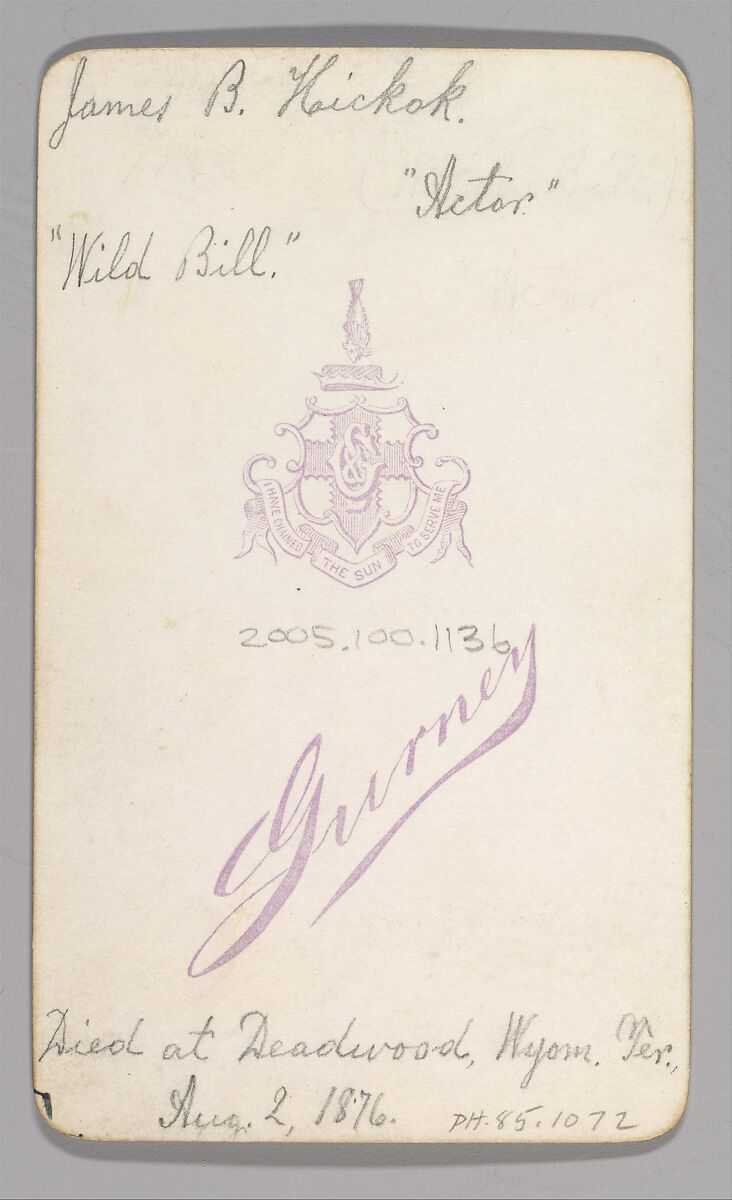 James B. Hickok.
"Actor."
"Wild Bill."
I HAVE CHAINED THE SUN TO SERVE ME
2005.100.1136
Gurney
Died at Deadwood, Wyom. Ter.,
Aug. 2, 1876.
PH.85.1072